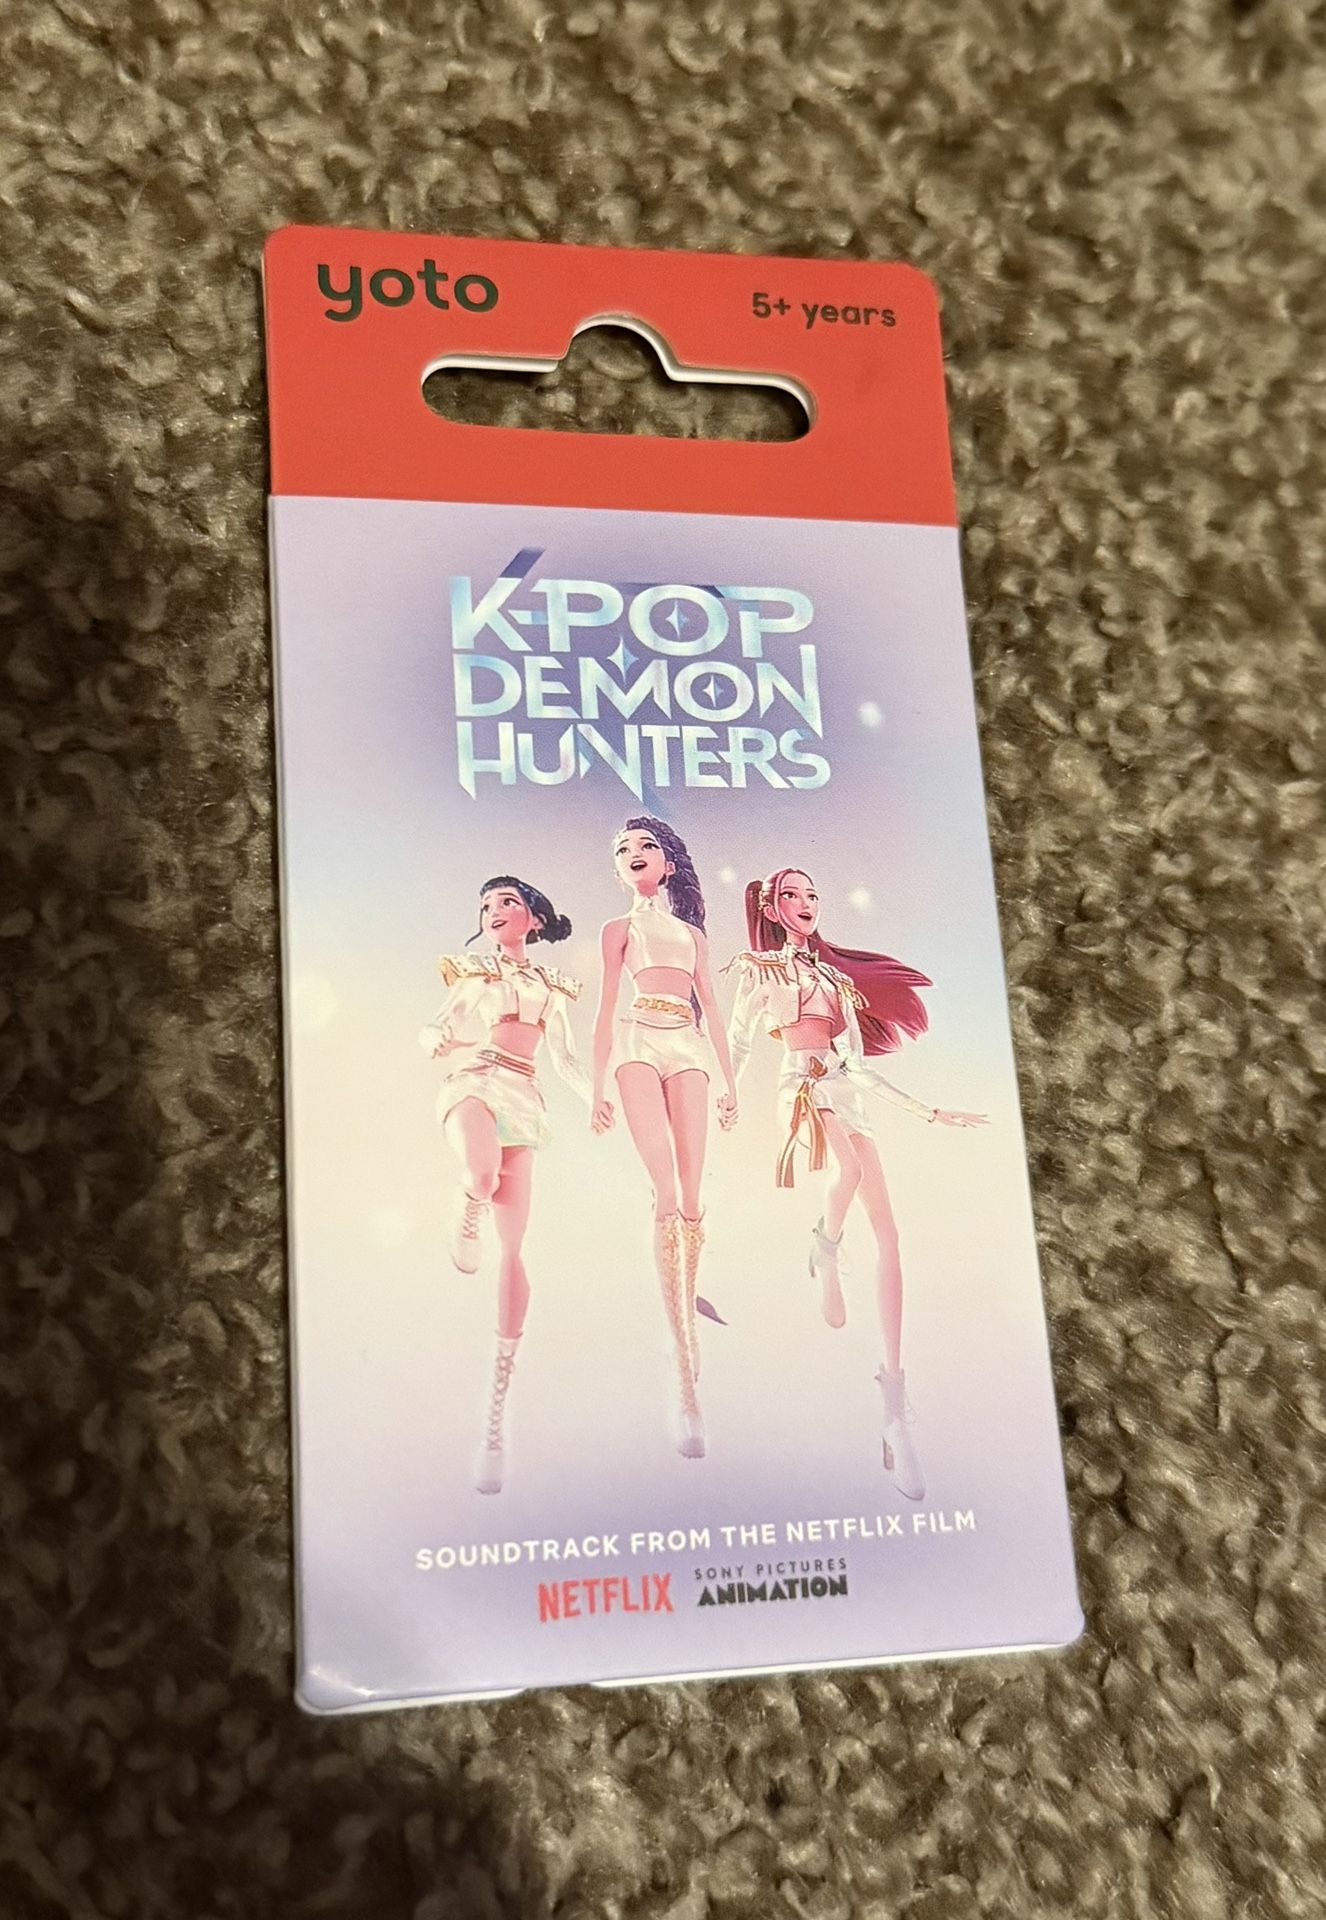 yoto
5+ years
K-POP
DEMON
HUNTERS
SOUNDTRACK FROM THE NETFLIX FILM
NETFLIX
SONY PICTURES
ANIMATION